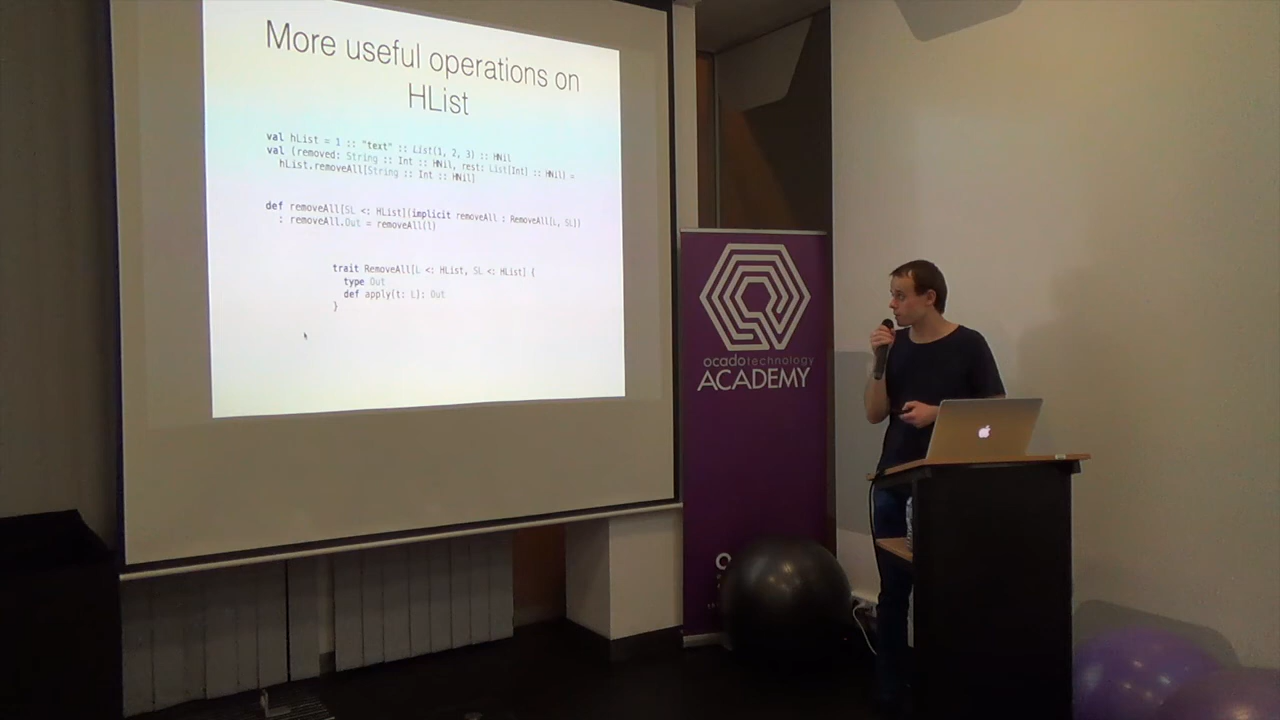 More useful operations on
HList
val hList = 1 :: "text" :: List(1, 2, 3) :: HNil
val (removed: String :: Int :: HNil, rest: List[Int] :: HNil) =
hList.removeAll[String :: Int :: HNil]
def removeAll[SL <: HList](implicit removeAll : RemoveAll[L, SL])
: removeAll.Out = removeAll(l)
trait RemoveAll[L <: HList, SL <: HList] {
type Out
def apply(t: L): Out
}
ocadotechnology
ACADEMY